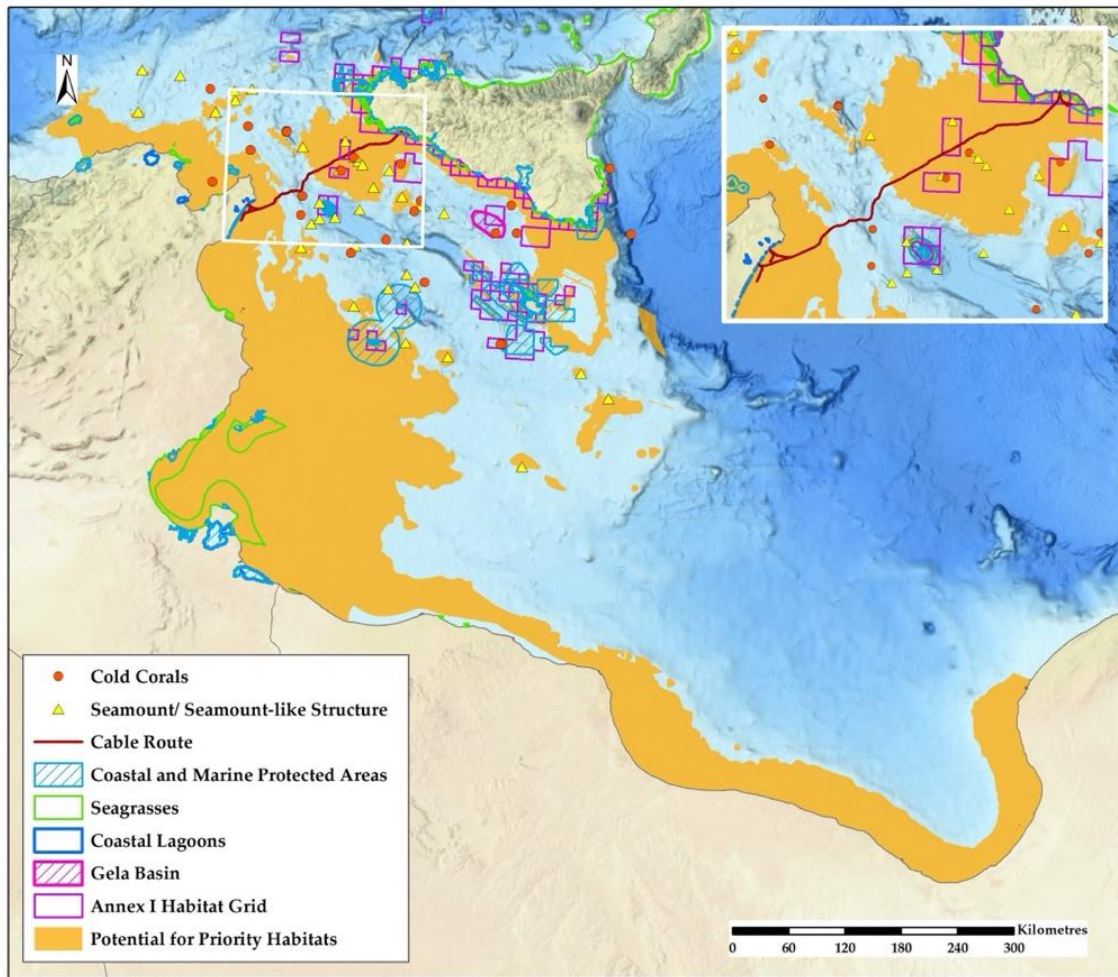 N
Cold Corals
Seamount/ Seamount-like Structure
Cable Route
Coastal and Marine Protected Areas
Seagrasses
Coastal Lagoons
Gela Basin
Annex I Habitat Grid
Potential for Priority Habitats
Kilometres
0 60 120 180 240 300